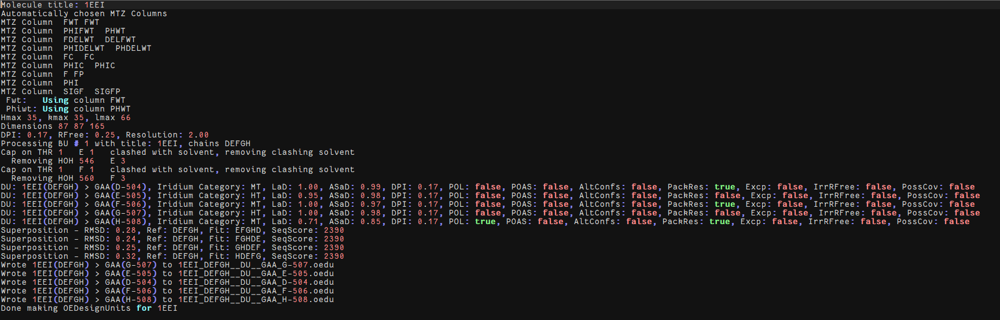 Molecule title: 1EEI
Automatically chosen MTZ Columns
MTZ Column  FWT FWT
MTZ Column  PHIFWT  PHWT
MTZ Column  FDELWT  DELFWT
MTZ Column  PHIDELWT  PHDELWT
MTZ Column  FC  FC
MTZ Column  PHIC  PHIC
MTZ Column  F FP
MTZ Column  PHI
MTZ Column  SIGF  SIGFP
 Fwt:   Using column FWT
 Phiwt: Using column PHWT
Hmax 35, kmax 35, lmax 66
Dimensions 87 87 165
DPI: 0.17, RFree: 0.25, Resolution: 2.00
Processing BU # 1 with title: 1EEI, chains DEFGH
Cap on THR 1   E 1   clashed with solvent, removing clashing solvent
  Removing HOH 546   E 3
Cap on THR 1   F 1   clashed with solvent, removing clashing solvent
  Removing HOH 560   F 3
DU: 1EEI(DEFGH) > GAA(D-504), Iridium Category: MT, LaD: 1.00, ASaD: 0.99, DPI: 0.17, POL: false, POAS: false, AltConfs: false, PackRes: true, Excp: false, IrrRFree: false, PossCov: false
DU: 1EEI(DEFGH) > GAA(E-505), Iridium Category: HT, LaD: 0.95, ASaD: 0.98, DPI: 0.17, POL: false, POAS: false, AltConfs: false, PackRes: false, Excp: false, IrrRFree: false, PossCov: false
DU: 1EEI(DEFGH) > GAA(F-506), Iridium Category: MT, LaD: 1.00, ASaD: 0.97, DPI: 0.17, POL: false, POAS: false, AltConfs: false, PackRes: true, Excp: false, IrrRFree: false, PossCov: false
DU: 1EEI(DEFGH) > GAA(G-507), Iridium Category: HT, LaD: 1.00, ASaD: 0.98, DPI: 0.17, POL: false, POAS: false, AltConfs: false, PackRes: false, Excp: false, IrrRFree: false, PossCov: false
DU: 1EEI(DEFGH) > GAA(H-508), Iridium Category: MT, LaD: 0.71, ASaD: 0.85, DPI: 0.17, POL: true, POAS: false, AltConfs: false, PackRes: true, Excp: false, IrrRFree: false, PossCov: false
Superposition - RMSD: 0.28, Ref: DEFGH, Fit: EFGHD, SeqScore: 2390
Superposition - RMSD: 0.24, Ref: DEFGH, Fit: FGHDE, SeqScore: 2390
Superposition - RMSD: 0.25, Ref: DEFGH, Fit: GHDEF, SeqScore: 2390
Superposition - RMSD: 0.32, Ref: DEFGH, Fit: HDEFG, SeqScore: 2390
Wrote 1EEI(DEFGH) > GAA(G-507) to 1EEI_DEFGH__DU__GAA_G-507.oedu
Wrote 1EEI(DEFGH) > GAA(E-505) to 1EEI_DEFGH__DU__GAA_E-505.oedu
Wrote 1EEI(DEFGH) > GAA(D-504) to 1EEI_DEFGH__DU__GAA_D-504.oedu
Wrote 1EEI(DEFGH) > GAA(F-506) to 1EEI_DEFGH__DU__GAA_F-506.oedu
Wrote 1EEI(DEFGH) > GAA(H-508) to 1EEI_DEFGH__DU__GAA_H-508.oedu
Done making OEDesignUnits for 1EEI